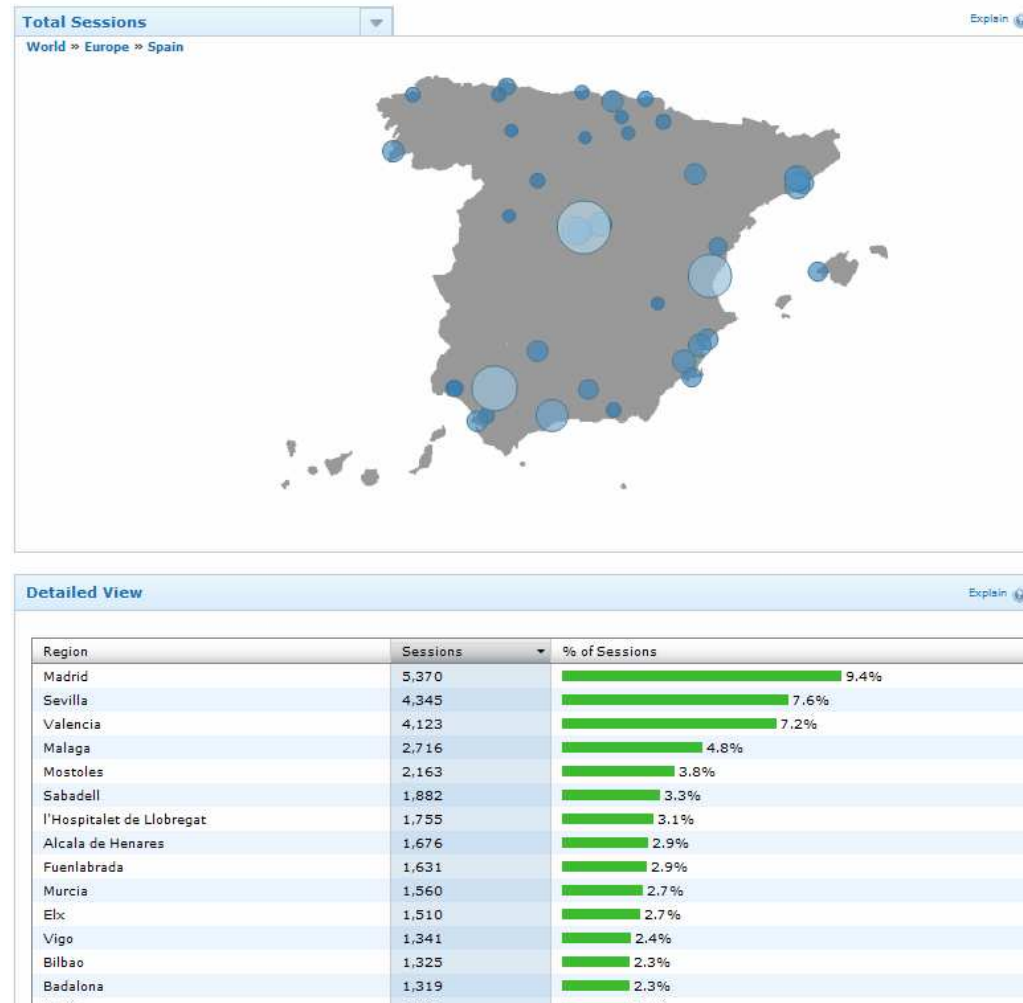 Total Sessions
Explain
World » Europe » Spain
Detailed View
Explain
Region Sessions % of Sessions
Madrid 5,370 9.4%
Sevilla 4,345 7.6%
Valencia 4,123 7.2%
Malaga 2,716 4.8%
Mostoles 2,163 3.8%
Sabadell 1,882 3.3%
l'Hospitalet de Llobregat 1,755 3.1%
Alcala de Henares 1,676 2.9%
Fuenlabrada 1,631 2.9%
Murcia 1,560 2.7%
Elx 1,510 2.7%
Vigo 1,341 2.4%
Bilbao 1,325 2.3%
Badalona 1,319 2.3%